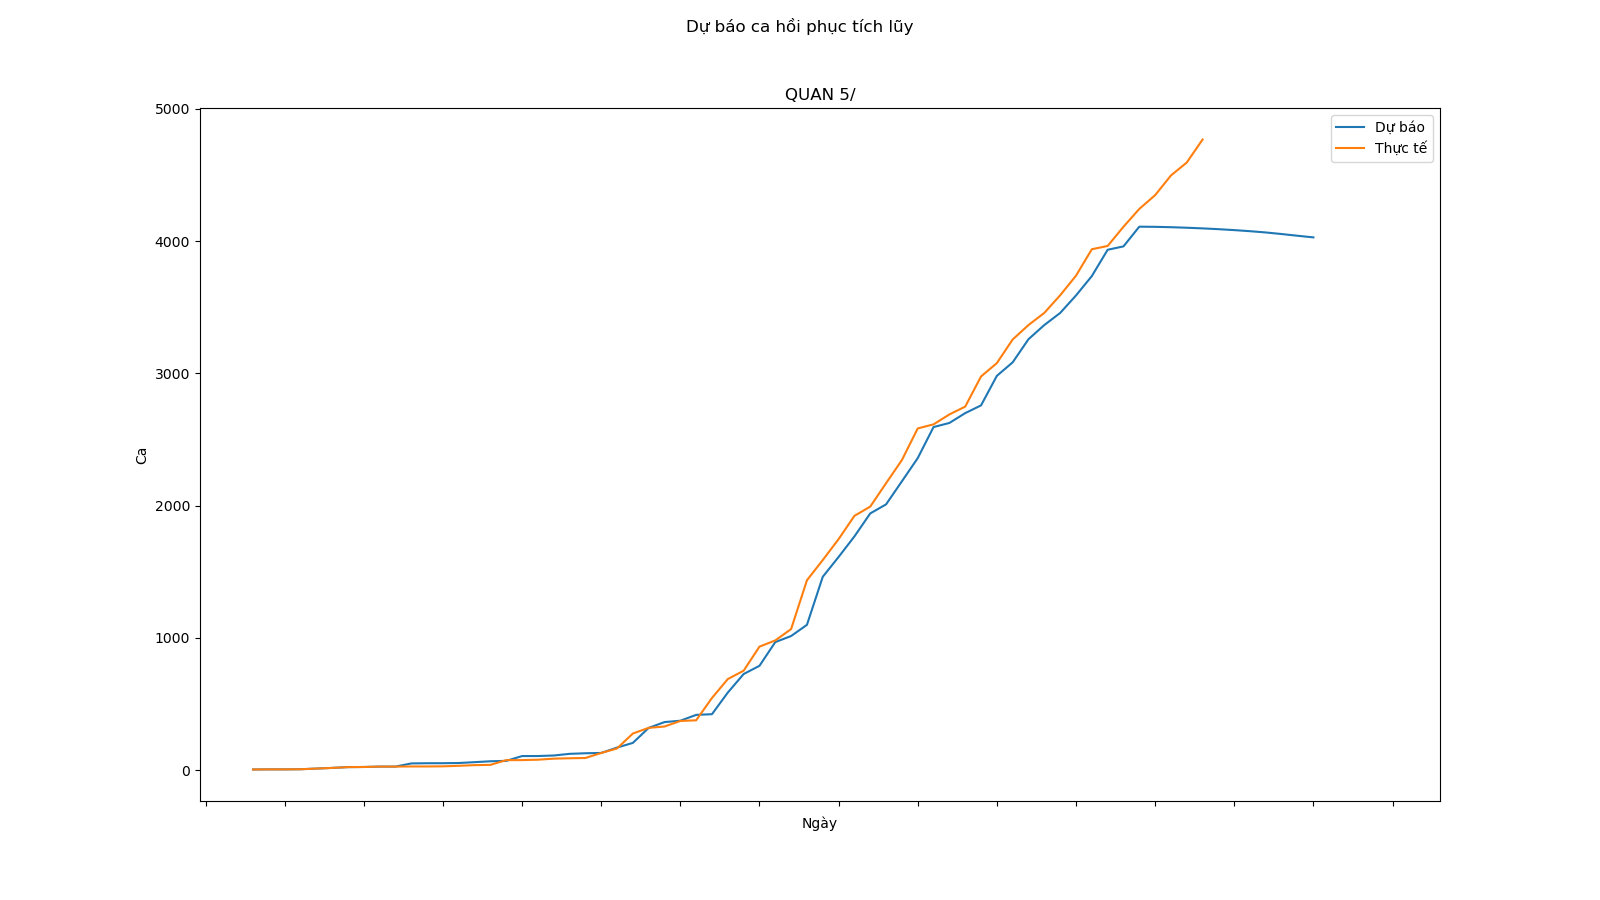 Dự báo ca hồi phục tích lũy
QUAN 5/
5000
4000
3000
2000
1000
0
Ca
Ngày
Dự báo
Thực tế